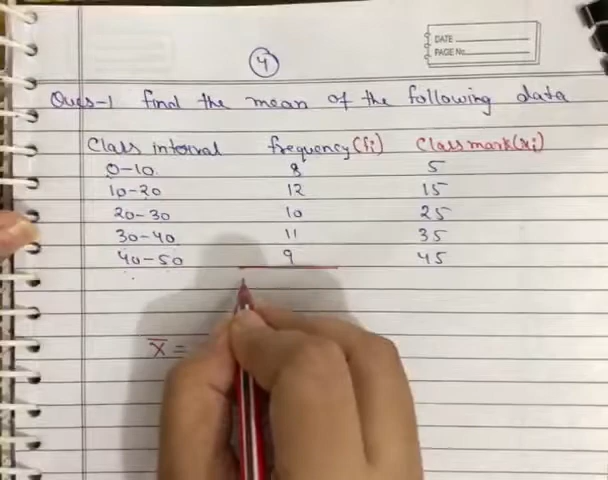 4
DATE
PAGE No.
Ques-1 find the mean of the following data
Class interval frequency (fi) Class mark (xi)
0-10 8 5
10-20 12 15
20-30 10 25
30-40 11 35
40-50 9 45
x̅ =